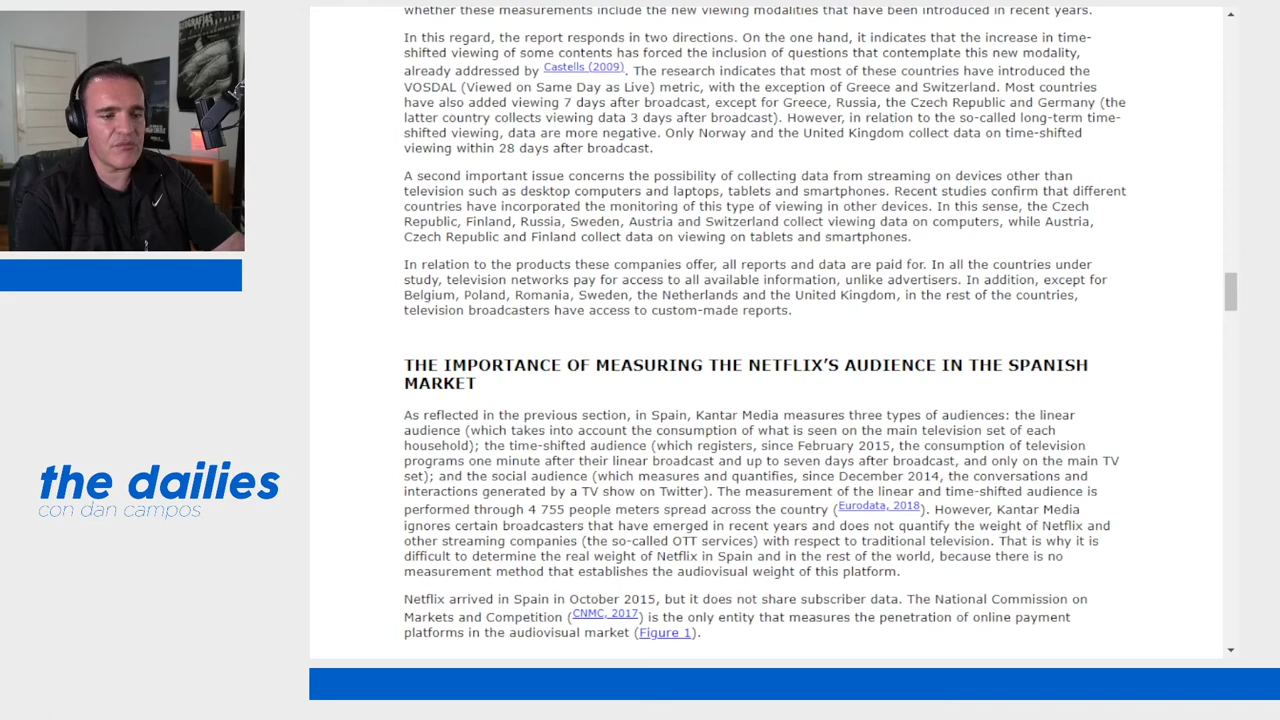 whether these measurements include the new viewing modalities that have been introduced in recent years.
In this regard, the report responds in two directions. On the one hand, it indicates that the increase in time-
shifted viewing of some contents has forced the inclusion of questions that contemplate this new modality,
already addressed by Castells (2009). The research indicates that most of these countries have introduced the
VOSDAL (Viewed on Same Day as Live) metric, with the exception of Greece and Switzerland. Most countries
have also added viewing 7 days after broadcast, except for Greece, Russia, the Czech Republic and Germany (the
latter country collects viewing data 3 days after broadcast). However, in relation to the so-called long-term time-
shifted viewing, data are more negative. Only Norway and the United Kingdom collect data on time-shifted
viewing within 28 days after broadcast.
A second important issue concerns the possibility of collecting data from streaming on devices other than
television such as desktop computers and laptops, tablets and smartphones. Recent studies confirm that different
countries have incorporated the monitoring of this type of viewing in other devices. In this sense, the Czech
Republic, Finland, Russia, Sweden, Austria and Switzerland collect viewing data on computers, while Austria,
Czech Republic and Finland collect data on viewing on tablets and smartphones.
In relation to the products these companies offer, all reports and data are paid for. In all the countries under
study, television networks pay for access to all available information, unlike advertisers. In addition, except for
Belgium, Poland, Romania, Sweden, the Netherlands and the United Kingdom, in the rest of the countries,
television broadcasters have access to custom-made reports.
THE IMPORTANCE OF MEASURING THE NETFLIX'S AUDIENCE IN THE SPANISH
MARKET
As reflected in the previous section, in Spain, Kantar Media measures three types of audiences: the linear
audience (which takes into account the consumption of what is seen on the main television set of each
household); the time-shifted audience (which registers, since February 2015, the consumption of television
programs one minute after their linear broadcast and up to seven days after broadcast, and only on the main TV
set); and the social audience (which measures and quantifies, since December 2014, the conversations and
interactions generated by a TV show on Twitter). The measurement of the linear and time-shifted audience is
performed through 4 755 people meters spread across the country (Eurodata, 2018). However, Kantar Media
ignores certain broadcasters that have emerged in recent years and does not quantify the weight of Netflix and
other streaming companies (the so-called OTT services) with respect to traditional television. That is why it is
difficult to determine the real weight of Netflix in Spain and in the rest of the world, because there is no
measurement method that establishes the audiovisual weight of this platform.
Netflix arrived in Spain in October 2015, but it does not share subscriber data. The National Commission on
Markets and Competition (CNMC, 2017) is the only entity that measures the penetration of online payment
platforms in the audiovisual market (Figure 1).
the dailies
con dan campos